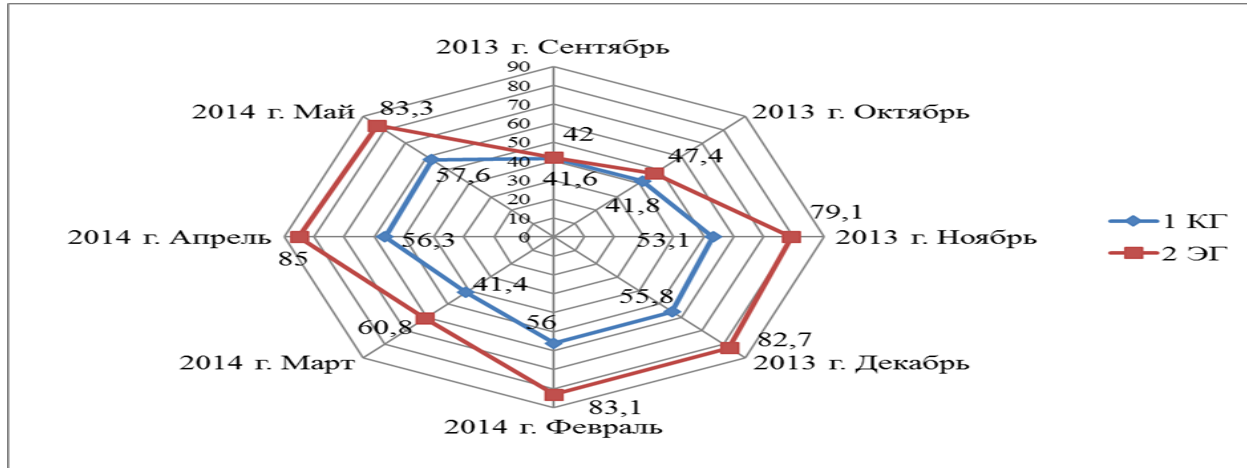 2013 г. Сентябрь
90
80
70
60
50
40
30
20
10
0
2014 г. Май
83,3
2013 г. Октябрь
42
47,4
57,6
41,6
41,8
79,1
2014 г. Апрель
56,3
53,1
2013 г. Ноябрь
85
41,4
55,8
60,8
56
82,7
2014 г. Март
2013 г. Декабрь
83,1
2014 г. Февраль
1 КГ
2 ЭГ